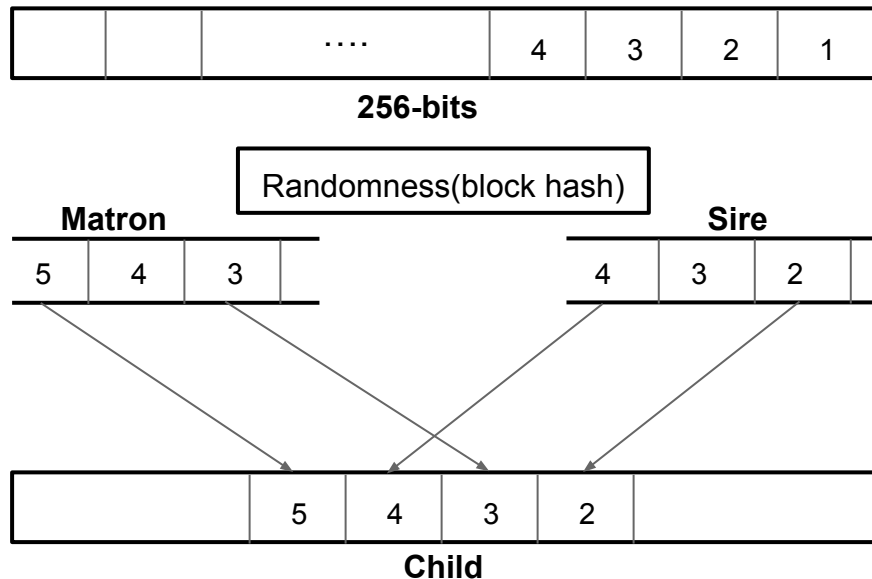 .... 4 3 2 1
256-bits
Randomness(block hash)
Matron Sire
5 4 3 4 3 2
5 4 3 2
Child